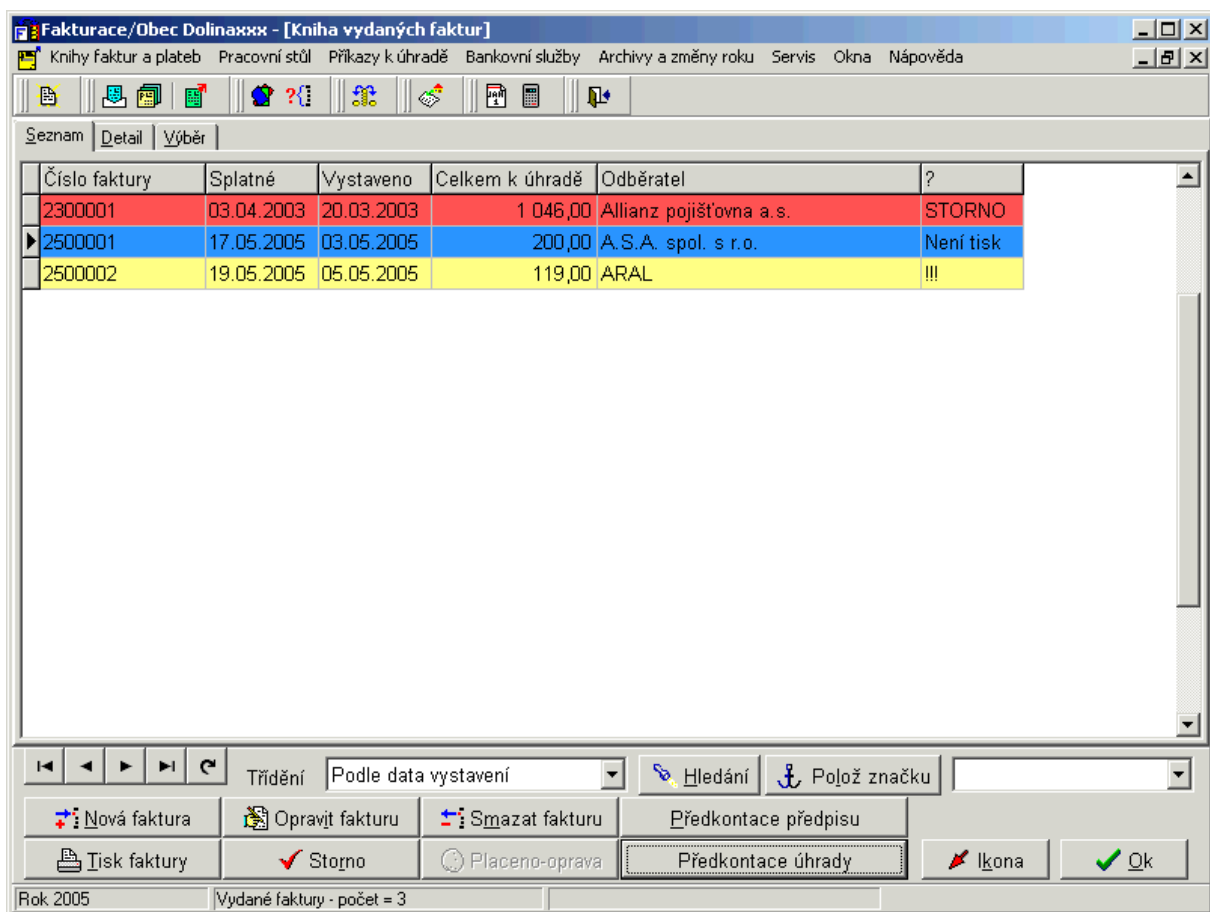 Fakturace/Obec Dolinaxxx - [Kniha vydaných faktur]
Knihy faktur a plateb Pracovní stůl Příkazy k úhradě Bankovní služby Archivy a změny roku Servis Okna Nápověda
Seznam Detail Výběr
Číslo faktury Splatné Vystaveno Celkem k úhradě Odběratel ?
2300001 03.04.2003 20.03.2003 1 046,00 Allianz pojišťovna a.s. STORNO
2500001 17.05.2005 03.05.2005 200,00 A.S.A. spol. s r.o. Není tisk
2500002 19.05.2005 05.05.2005 119,00 ARAL !!!
Třídění Podle data vystavení Hledání Polož značku
Nová faktura Opravit fakturu Smazat fakturu Předkontace předpisu
Tisk faktury Storno Placeno-oprava Předkontace úhrady Ikona Ok
Rok 2005 Vydané faktury - počet = 3